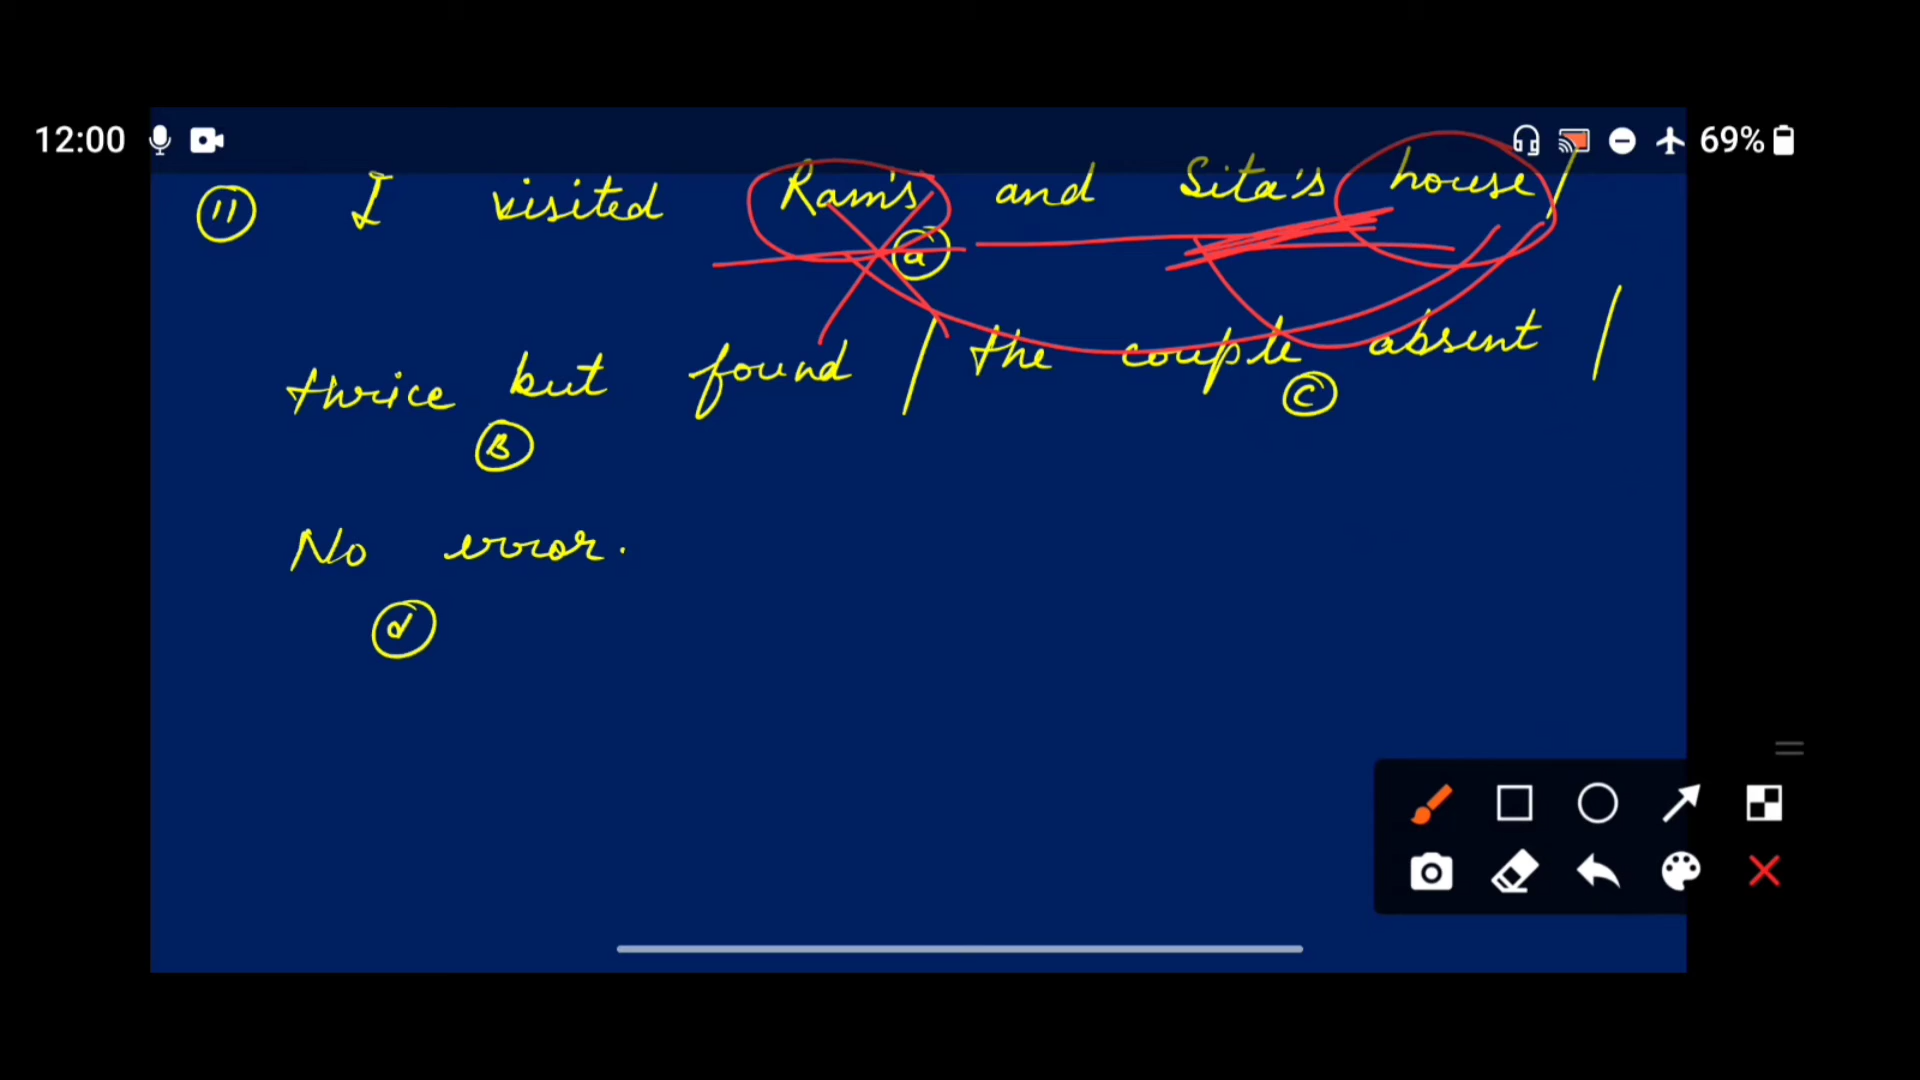 12:00 69%
11 I visited Ram's and Sita's house /
a
thrice but found / the couple absent /
B C
No error.
d